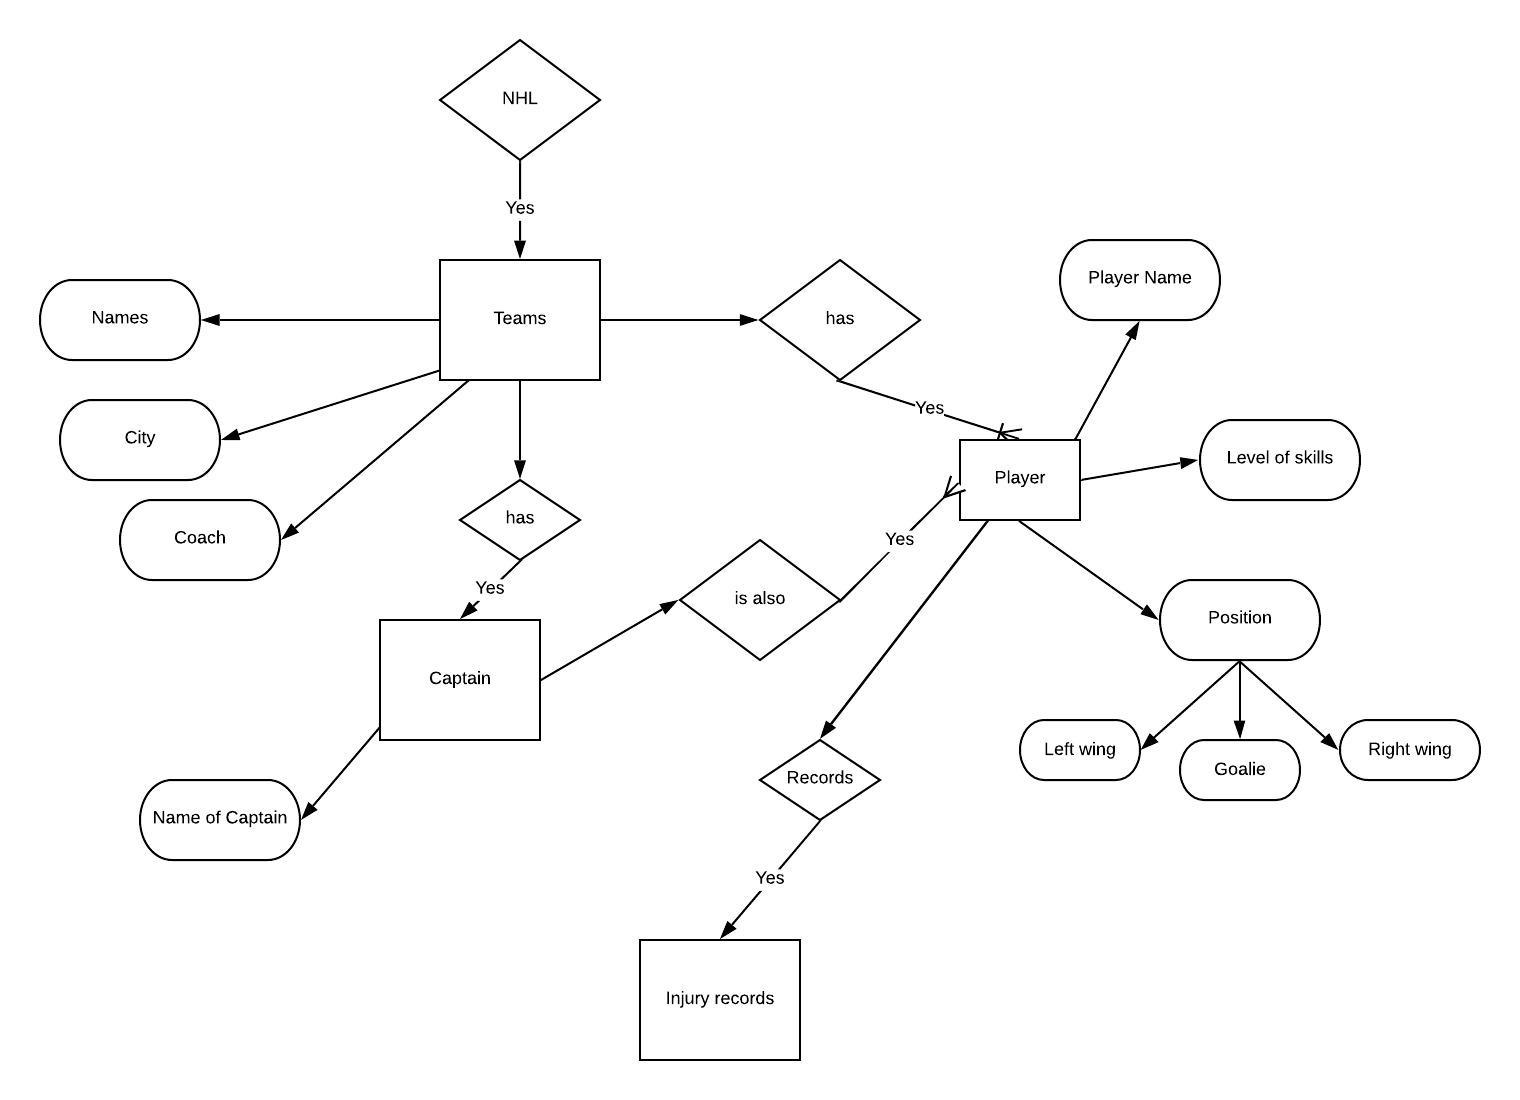 NHL
Yes
Names
Teams
has
Player Name
City
Yes
Coach
has
Player
Level of skills
Yes
is also
Yes
Position
Captain
Left wing
Goalie
Right wing
Name of Captain
Records
Yes
Injury records